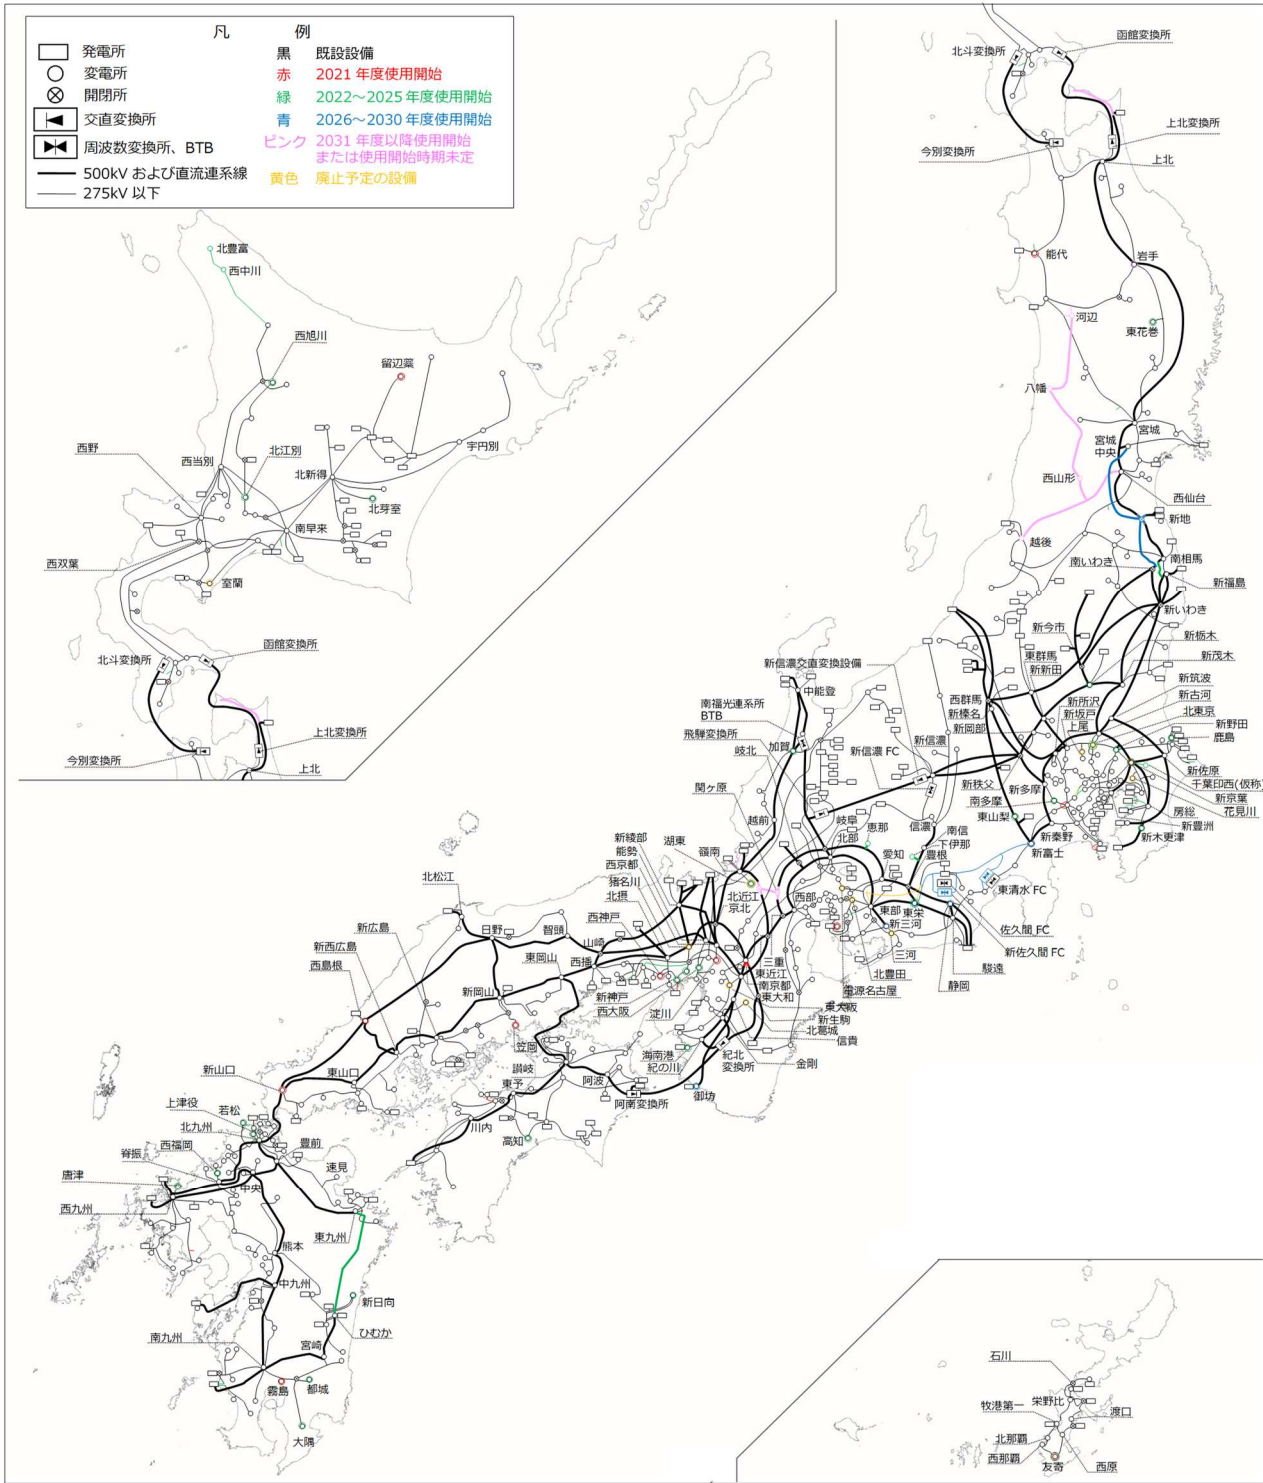 凡 例
発電所
変電所
開閉所
交直変換所
周波数変換所、BTB
500kV および直流連系線
275kV 以下
黒 既設設備
赤 2021 年度使用開始
緑 2022～2025 年度使用開始
青 2026～2030 年度使用開始
ピンク 2031 年度以降使用開始
または使用開始時期未定
黄色 廃止予定の設備
北豊富
西中川
西旭川
留辺蘂
宇円別
西野
西当別
北江別
北新得
北芽室
南早来
西双葉
室蘭
北斗変換所
函館変換所
今別変換所
上北変換所
上北
北斗変換所
函館変換所
上北変換所
今別変換所
上北
能代
岩手
河辺
東花巻
八幡
宮城
宮城
中央
西山形
西仙台
新地
越後
南相馬
南いわき
新福島
新いわき
新今市
新栃木
東群馬
新新田
新茂木
新信濃交直変換設備
西群馬
新所沢
新筑波
新榛名
新坂戸
新古河
南福光連系所
BTB
中能登
新岡部
上尾
北東京
新野田
飛騨変換所
加賀
新信濃
鹿島
岐北
新信濃 FC
新秩父
新多摩
新佐原
千葉印西(仮称)
関ヶ原
南多摩
新京葉
花見川
越前
岐阜
恵那
信濃
南信
東山梨
新秦野
房総
新豊洲
新木更津
新綾部
湖東
嶺南
北部
愛知
下伊那
豊根
新富士
能勢
西京都
猪名川
北摂
北近江
京北
西部
東部
東栄
東清水 FC
北松江
西神戸
新三河
佐久間 FC
新広島
日野
智頭
山崎
三重
三河
新佐久間 FC
新西広島
東岡山
西播
東近江
北豊田
駿遠
西島根
新岡山
新神戸
南京都
電源名古屋
静岡
西大阪
淀川
東大和
東大阪
新生駒
北葛城
信貴
笠岡
海南港
紀の川
紀北
変換所
金剛
新山口
東山口
讃岐
東予
阿波
阿南変換所
御坊
上津役
若松
北九州
川内
高知
西福岡
豊前
脊振
速見
唐津
中央
西九州
東九州
熊本
中九州
新日向
ひむか
南九州
宮崎
霧島
都城
大隅
石川
栄野比
牧港第一
渡口
北那覇
西那覇
友寄
西原